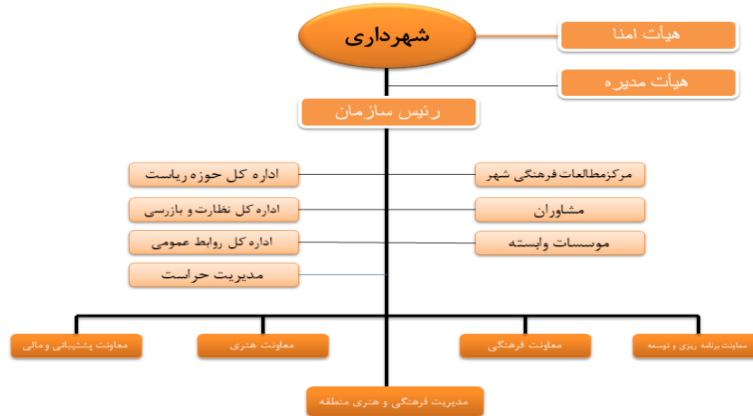 شهرداری
هیأت امنا
هیأت مدیره
رئیس سازمان
مرکزمطالعات فرهنگی شهر
اداره کل حوزه ریاست
مشاوران
اداره کل نظارت و بازرسی
موسسات وابسته
اداره کل روابط عمومی
مدیریت حراست
معاونت برنامه ریزی و توسعه
معاونت فرهنگی
معاونت هنری
معاونت پشتیبانی و مالی
مدیریت فرهنگی و هنری منطقه